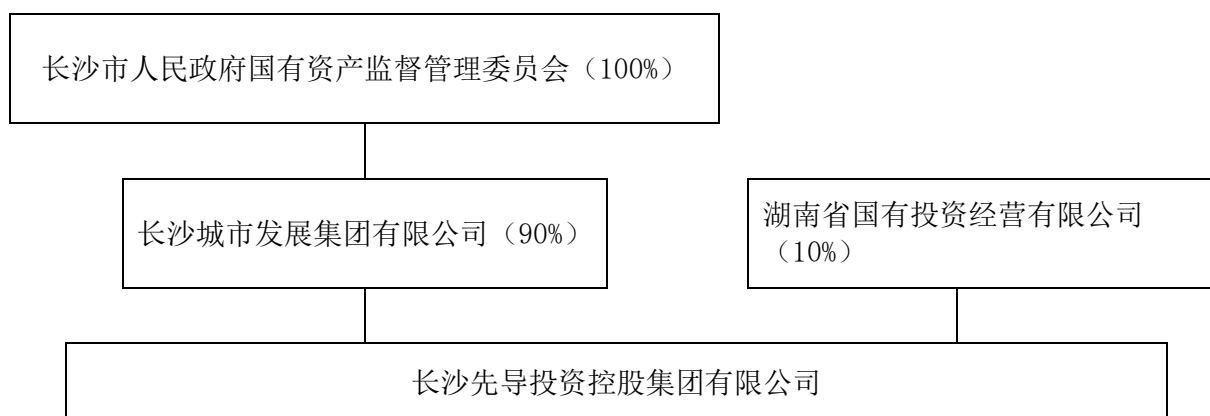 长沙市人民政府国有资产监督管理委员会（100%）
长沙城市发展集团有限公司（90%）
湖南省国有投资经营有限公司
（10%）
长沙先导投资控股集团有限公司